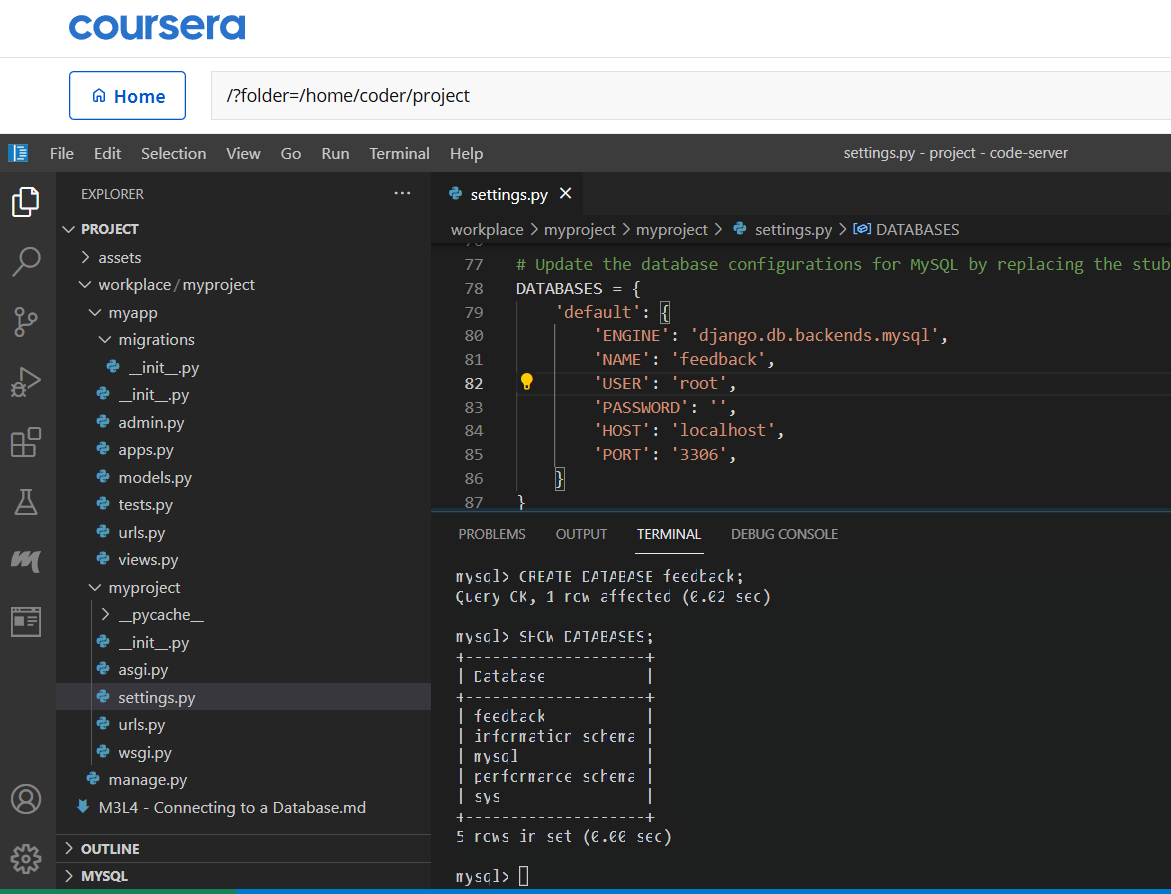 coursera
Home
/?folder=/home/coder/project
File Edit Selection View Go Run Terminal Help
settings.py - project - code-server
EXPLORER
PROJECT
assets
workplace / myproject
myapp
migrations
__init__.py
__init__.py
admin.py
apps.py
models.py
tests.py
urls.py
views.py
myproject
__pycache__
__init__.py
asgi.py
settings.py
urls.py
wsgi.py
manage.py
M3L4 - Connecting to a Database.md
OUTLINE
MYSQL
settings.py
workplace > myproject > myproject > settings.py > DATABASES
77 # Update the database configurations for MySQL by replacing the stub
78 DATABASES = {
79 'default': {
80 'ENGINE': 'django.db.backends.mysql',
81 'NAME': 'feedback',
82 'USER': 'root',
83 'PASSWORD': '',
84 'HOST': 'localhost',
85 'PORT': '3306',
86 }
87 }
PROBLEMS OUTPUT TERMINAL DEBUG CONSOLE
mysql> CREATE DATABASE feedback;
Query OK, 1 row affected (0.02 sec)
mysql> SHOW DATABASES;
+--------------------+
| Database |
+--------------------+
| feedback |
| information schema |
| mysql |
| performance schema |
| sys |
+--------------------+
5 rows in set (0.00 sec)
mysql>